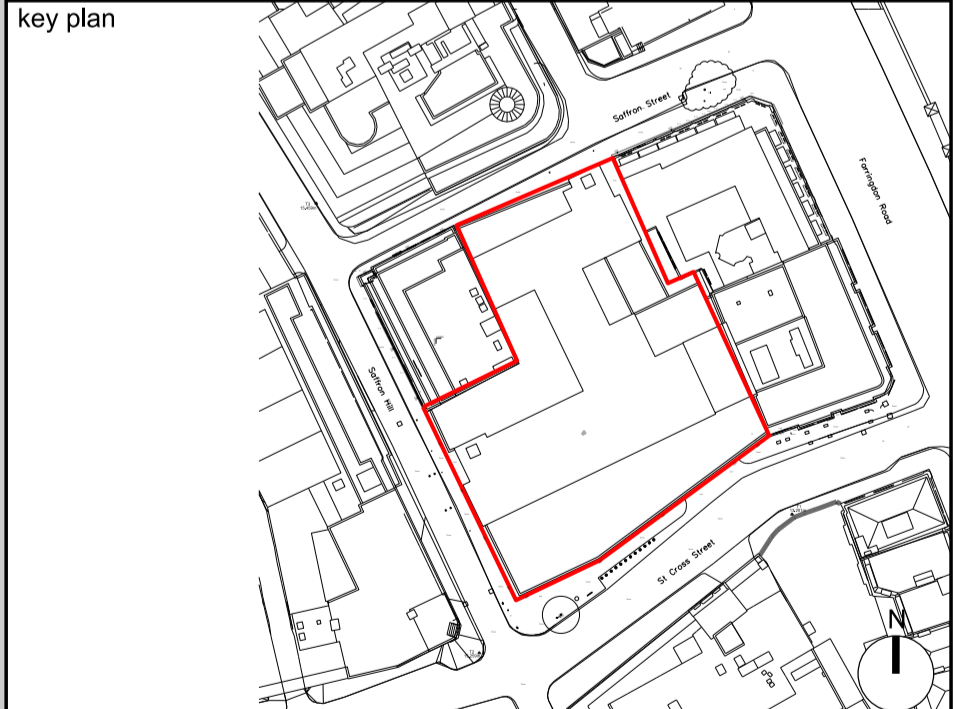 key plan
Saffron Street
Farringdon Road
Saffron Hill
St Cross Street
N